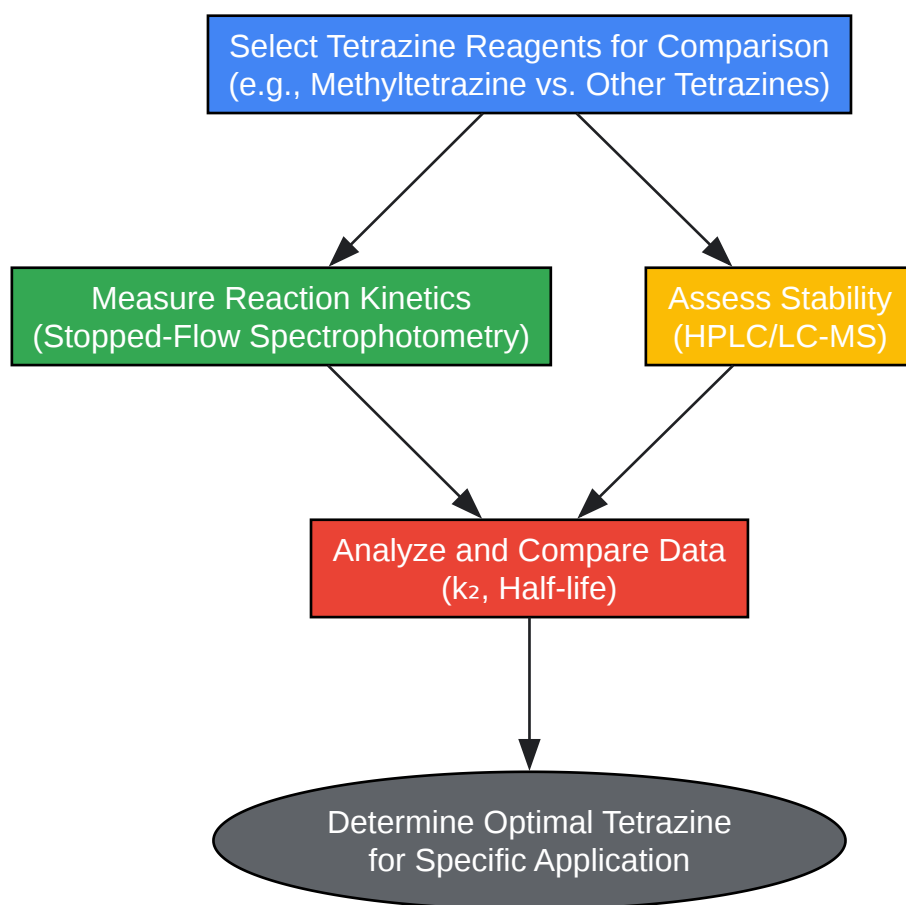 Select Tetrazine Reagents for Comparison
(e.g., Methyltetrazine vs. Other Tetrazines)
Measure Reaction Kinetics
(Stopped-Flow Spectrophotometry)
Assess Stability
(HPLC/LC-MS)
Analyze and Compare Data
(k₂, Half-life)
Determine Optimal Tetrazine
for Specific Application